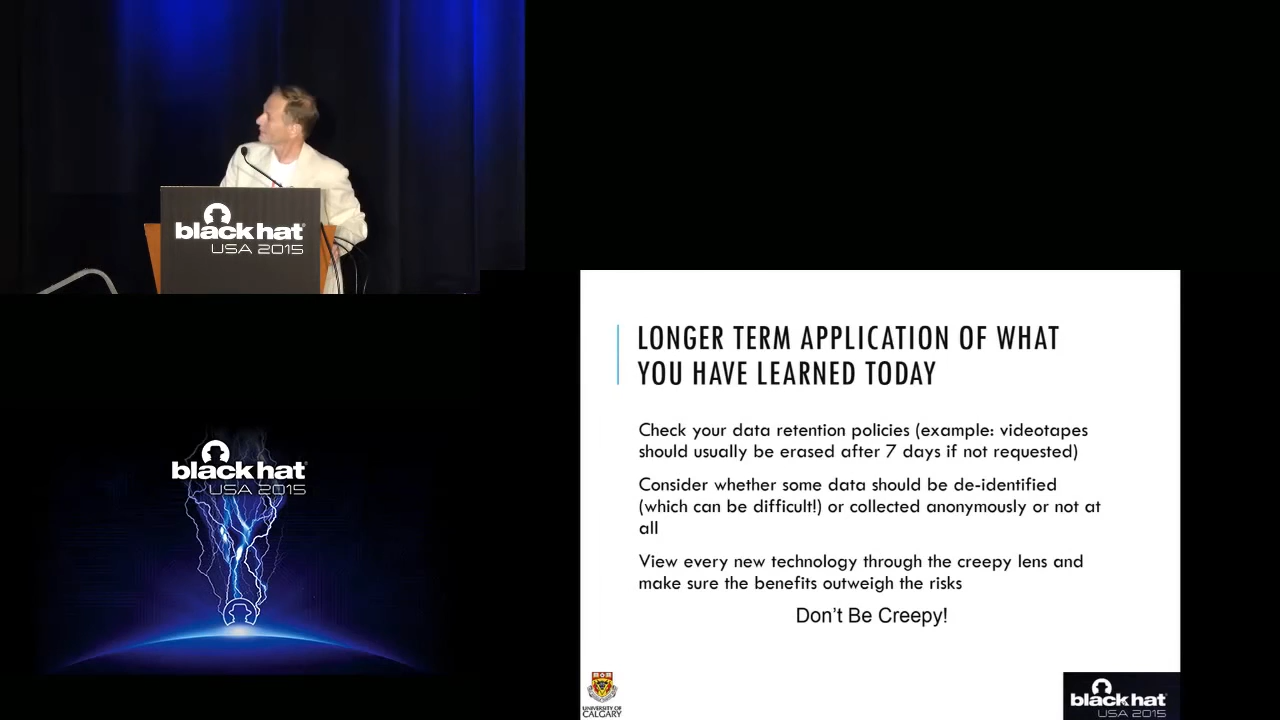 black hat
USA 2015
LONGER TERM APPLICATION OF WHAT
YOU HAVE LEARNED TODAY
Check your data retention policies (example: videotapes
should usually be erased after 7 days if not requested)
Consider whether some data should be de-identified
(which can be difficult!) or collected anonymously or not at
all
View every new technology through the creepy lens and
make sure the benefits outweigh the risks
Don't Be Creepy!
black hat
USA 2015
UNIVERSITY OF
CALGARY
black hat
USA 2015